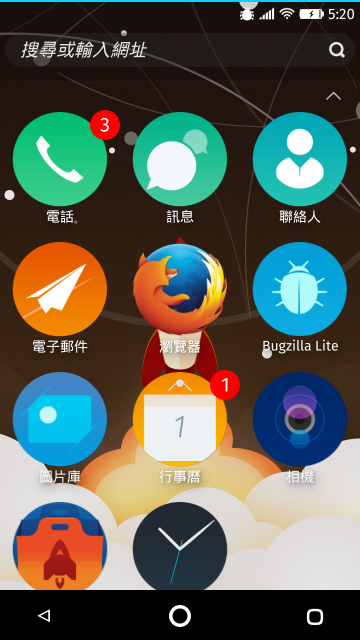 5:20
搜尋或輸入網址
3
電話
訊息
聯絡人
電子郵件
瀏覽器
Bugzilla Lite
1
1
圖片庫
行事曆
相機